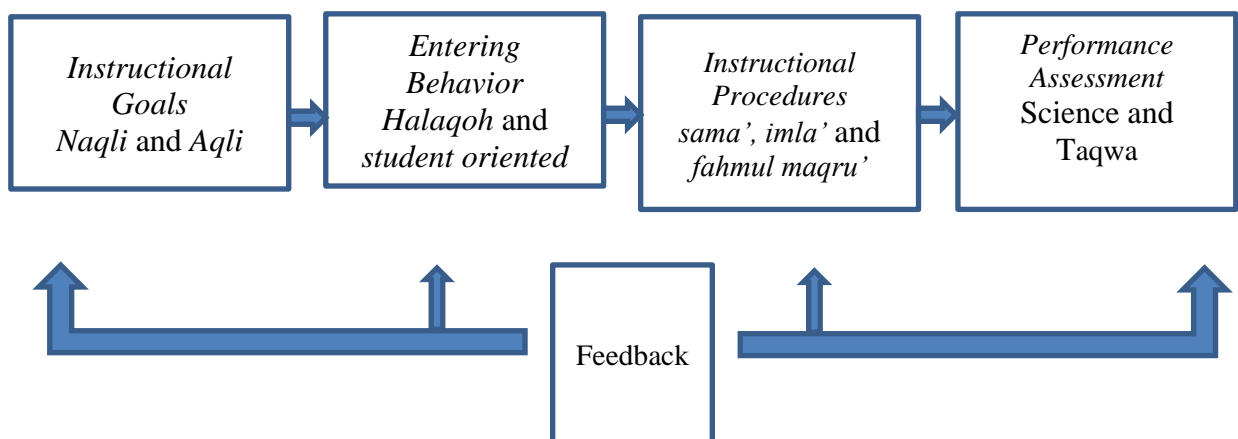 Instructional
Goals
Naqli and Aqli
Entering
Behavior
Halaqoh and
student oriented
Instructional
Procedures
sama’, imla’ and
fahmul maqru’
Performance
Assessment
Science and
Taqwa
Feedback